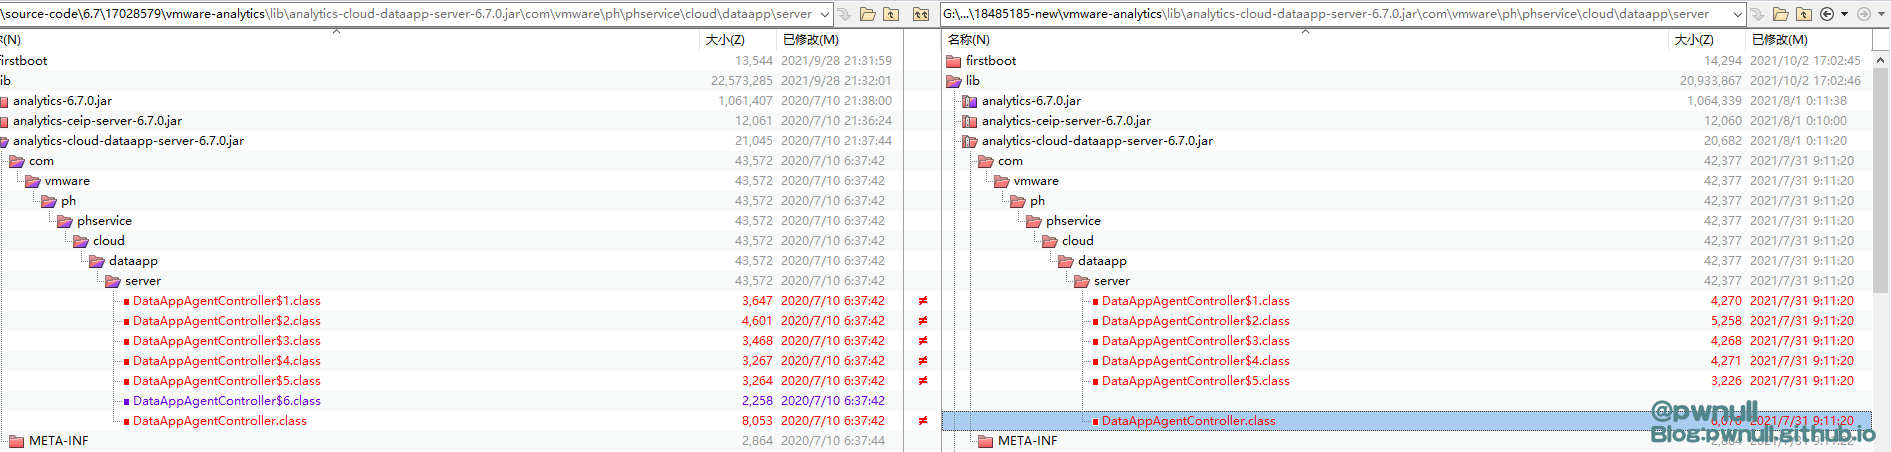 \source-code\6.7\17028579\vmware-analytics\lib\analytics-cloud-dataapp-server-6.7.0.jar\com\vmware\ph\phservice\cloud\dataapp\server G:\...\18485185-new\vmware-analytics\lib\analytics-cloud-dataapp-server-6.7.0.jar\com\vmware\ph\phservice\cloud\dataapp\server
(N) 大小(Z) 已修改(M) 名称(N) 大小(Z) 已修改(M)
irstboot 13,544 2021/9/28 21:31:59 firstboot 14,294 2021/10/2 17:02:45
ib 22,573,285 2021/9/28 21:32:01 lib 20,933,867 2021/10/2 17:02:46
analytics-6.7.0.jar 1,061,407 2020/7/10 21:38:00 analytics-6.7.0.jar 1,064,339 2021/8/1 0:11:38
analytics-ceip-server-6.7.0.jar 12,061 2020/7/10 21:36:24 analytics-ceip-server-6.7.0.jar 12,060 2021/8/1 0:10:00
analytics-cloud-dataapp-server-6.7.0.jar 21,045 2020/7/10 21:37:44 analytics-cloud-dataapp-server-6.7.0.jar 20,682 2021/8/1 0:11:20
com 43,572 2020/7/10 6:37:42 com 42,377 2021/7/31 9:11:20
vmware 43,572 2020/7/10 6:37:42 vmware 42,377 2021/7/31 9:11:20
ph 43,572 2020/7/10 6:37:42 ph 42,377 2021/7/31 9:11:20
phservice 43,572 2020/7/10 6:37:42 phservice 42,377 2021/7/31 9:11:20
cloud 43,572 2020/7/10 6:37:42 cloud 42,377 2021/7/31 9:11:20
dataapp 43,572 2020/7/10 6:37:42 dataapp 42,377 2021/7/31 9:11:20
server 43,572 2020/7/10 6:37:42 server 42,377 2021/7/31 9:11:20
DataAppAgentController$1.class 3,647 2020/7/10 6:37:42 ≠ DataAppAgentController$1.class 4,270 2021/7/31 9:11:20
DataAppAgentController$2.class 4,601 2020/7/10 6:37:42 ≠ DataAppAgentController$2.class 5,258 2021/7/31 9:11:20
DataAppAgentController$3.class 3,468 2020/7/10 6:37:42 ≠ DataAppAgentController$3.class 4,268 2021/7/31 9:11:20
DataAppAgentController$4.class 3,267 2020/7/10 6:37:42 ≠ DataAppAgentController$4.class 4,271 2021/7/31 9:11:20
DataAppAgentController$5.class 3,264 2020/7/10 6:37:42 ≠ DataAppAgentController$5.class 3,226 2021/7/31 9:11:20
DataAppAgentController$6.class 2,258 2020/7/10 6:37:42
DataAppAgentController.class 8,053 2020/7/10 6:37:42 ≠ DataAppAgentController.class 2021/7/31 9:11:20
META-INF 2,864 2020/7/10 6:37:44 META-INF
@pwnull
Blog:pwnull.github.io